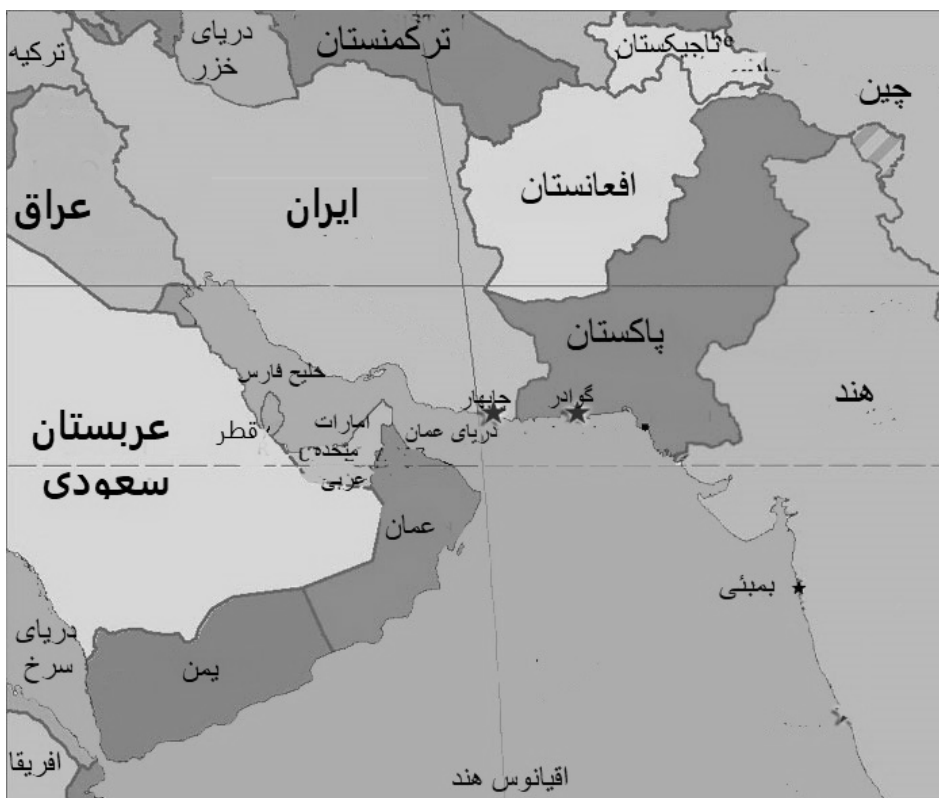 ترکیه
دریای
خزر
ترکمنستان
تاجیکستان
چین
عراق
ایران
افغانستان
پاکستان
هند
خلیج فارس
چابهار
گوادر
قطر
امارات
متحده
عربی
دریای عمان
عربستان
سعودی
عمان
بمبئی
دریای
سرخ
یمن
افریقا
اقیانوس هند